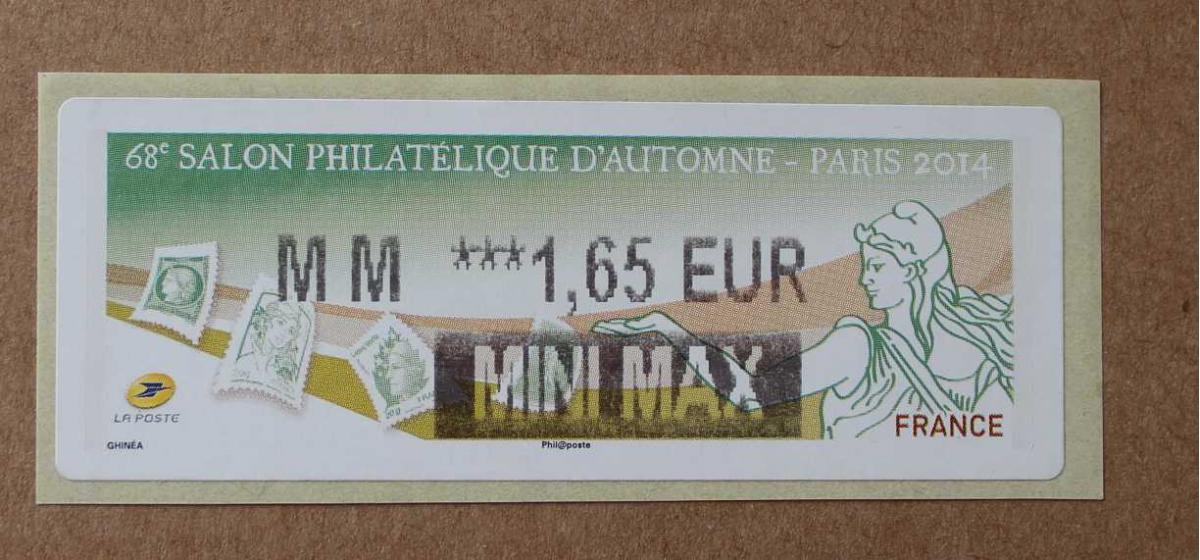 68e SALON PHILATÉLIQUE D'AUTOMNE - PARIS 2014
MM ***1,65 EUR
MINI MAX
LA POSTE
FRANCE
GHINÉA
Phil@poste